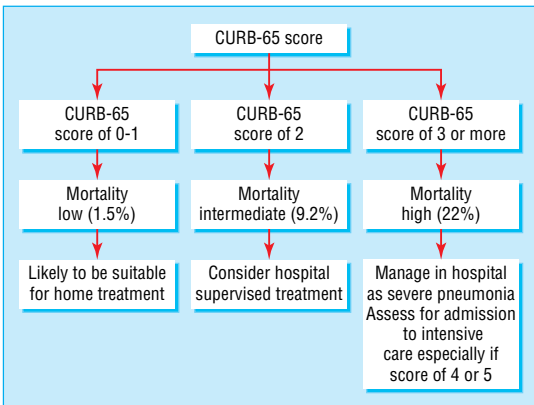 CURB-65 score
CURB-65
score of 0-1
CURB-65
score of 2
CURB-65
score of 3 or more
Mortality
low (1.5%)
Mortality
intermediate (9.2%)
Mortality
high (22%)
Likely to be suitable
for home treatment
Consider hospital
supervised treatment
Manage in hospital
as severe pneumonia
Assess for admission
to intensive
care especially if
score of 4 or 5